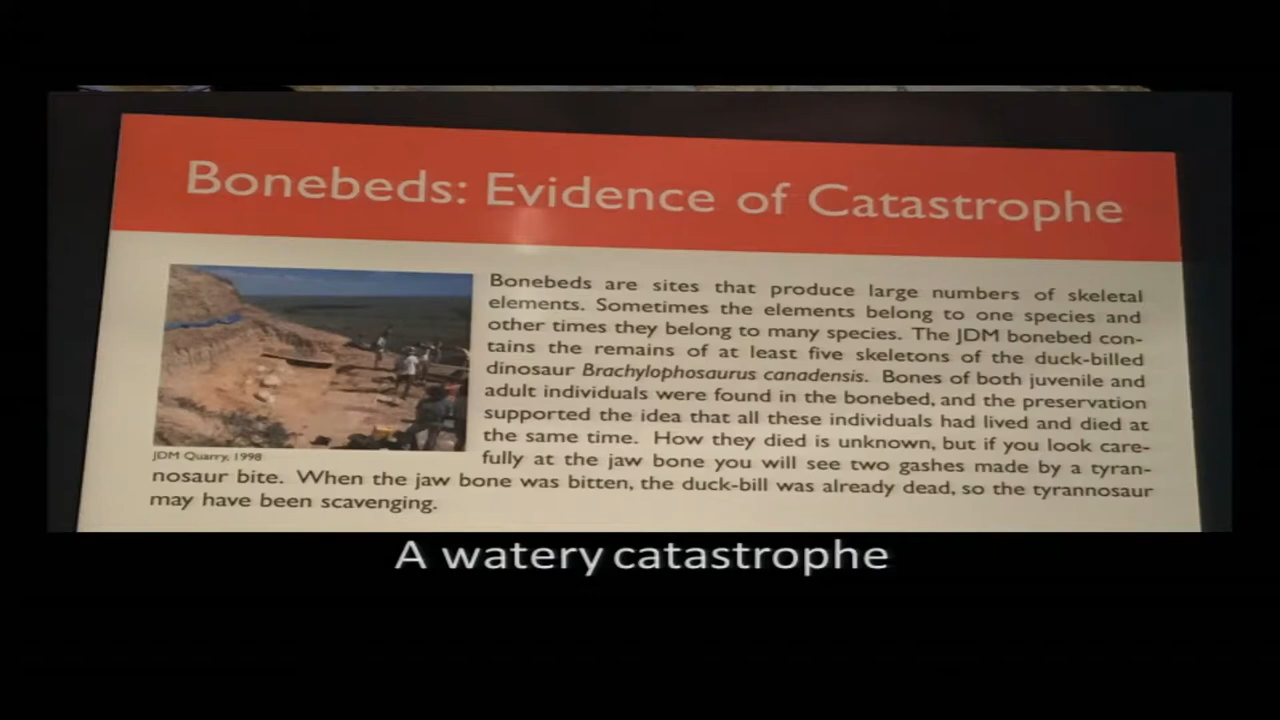 Bonebeds: Evidence of Catastrophe
Bonebeds are sites that produce large numbers of skeletal
elements. Sometimes the elements belong to one species and
other times they belong to many species. The JDM bonebed con-
tains the remains of at least five skeletons of the duck-billed
dinosaur Brachylophosaurus canadensis. Bones of both juvenile and
adult individuals were found in the bonebed, and the preservation
supported the idea that all these individuals had lived and died at
the same time. How they died is unknown, but if you look care-
JDM Quarry, 1998
fully at the jaw bone you will see two gashes made by a tyran-
nosaur bite. When the jaw bone was bitten, the duck-bill was already dead, so the tyrannosaur
may have been scavenging.
A watery catastrophe